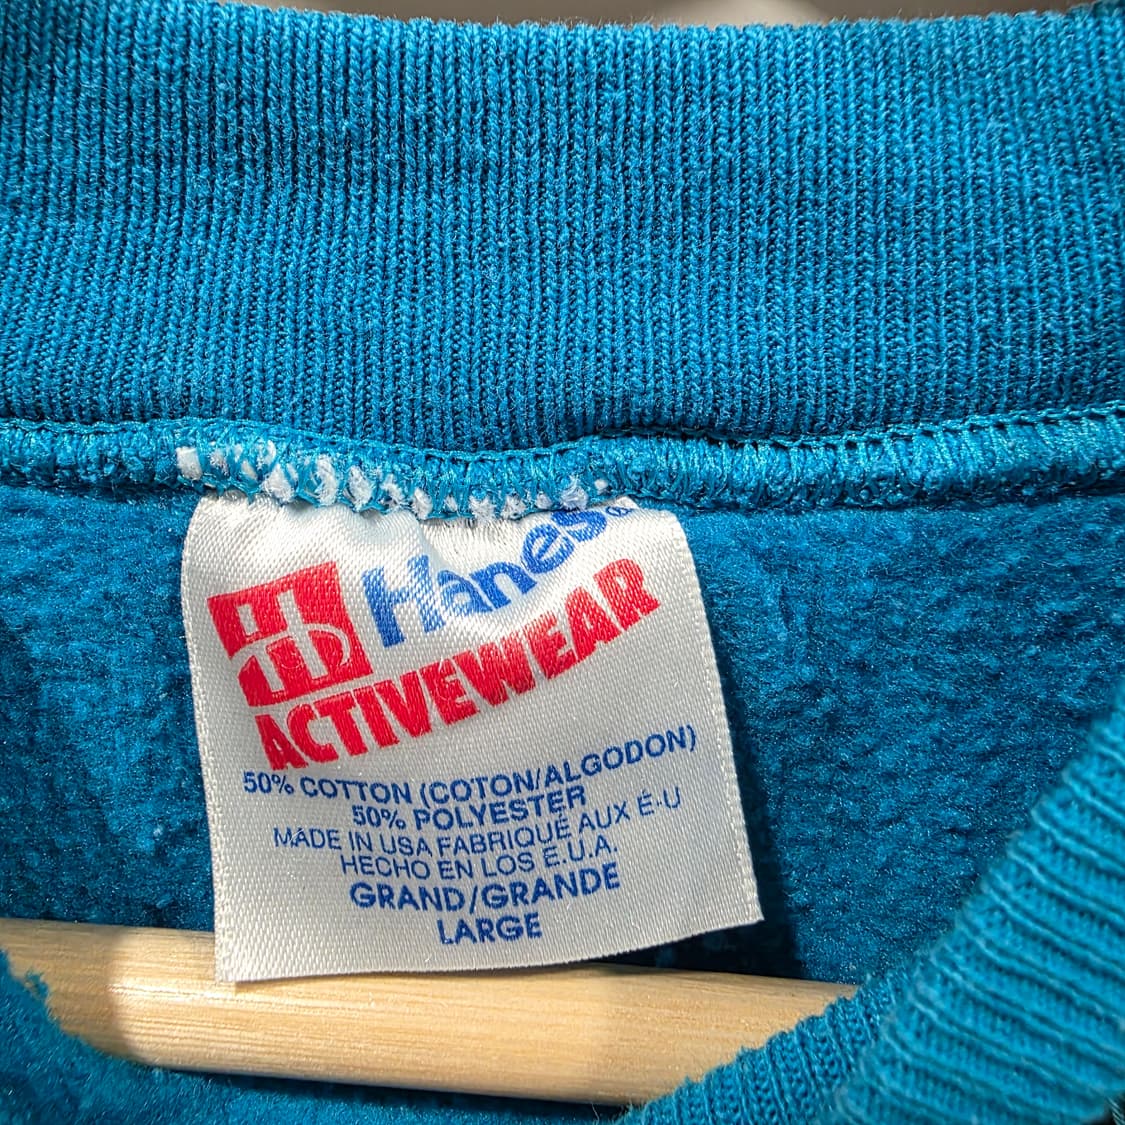 Hanes®
ACTIVEWEAR
50% COTTON (COTON/ALGODON)
50% POLYESTER
MADE IN USA FABRIQUÉ AUX É-U
HECHO EN LOS E.U.A.
GRAND/GRANDE
LARGE